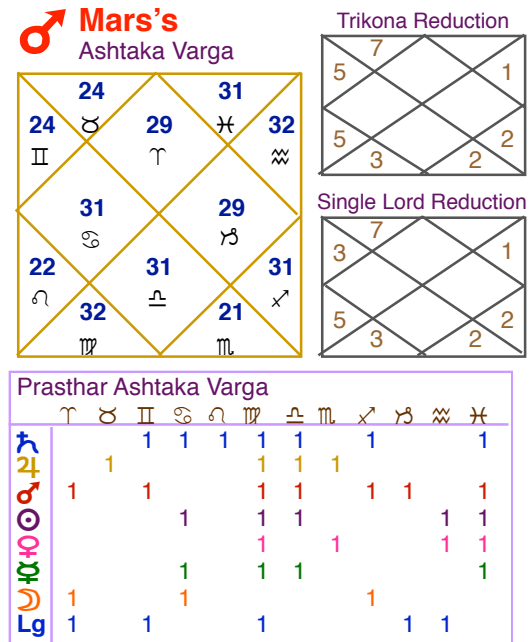 ♂ Mars's
Ashtaka Varga
24 31
24 ♉ 29 ♓ 32
♊ ♈ ♒
31 29
♋ ♑
22 31 31
♌ 32 ♎ 21 ♐
♍ ♏
Trikona Reduction
7
5 1
5 2
3 2
Single Lord Reduction
7
3 1
5 2
3 2
Prasthar Ashtaka Varga
♈ ♉ ♊ ♋ ♌ ♍ ♎ ♏ ♐ ♑ ♒ ♓
♄ 1 1 1 1 1 1 1
♃ 1 1 1 1
♂ 1 1 1 1 1 1 1
☉ 1 1 1 1 1
♀ 1 1 1 1
☿ 1 1 1 1
☽ 1 1 1
Lg 1 1 1 1 1